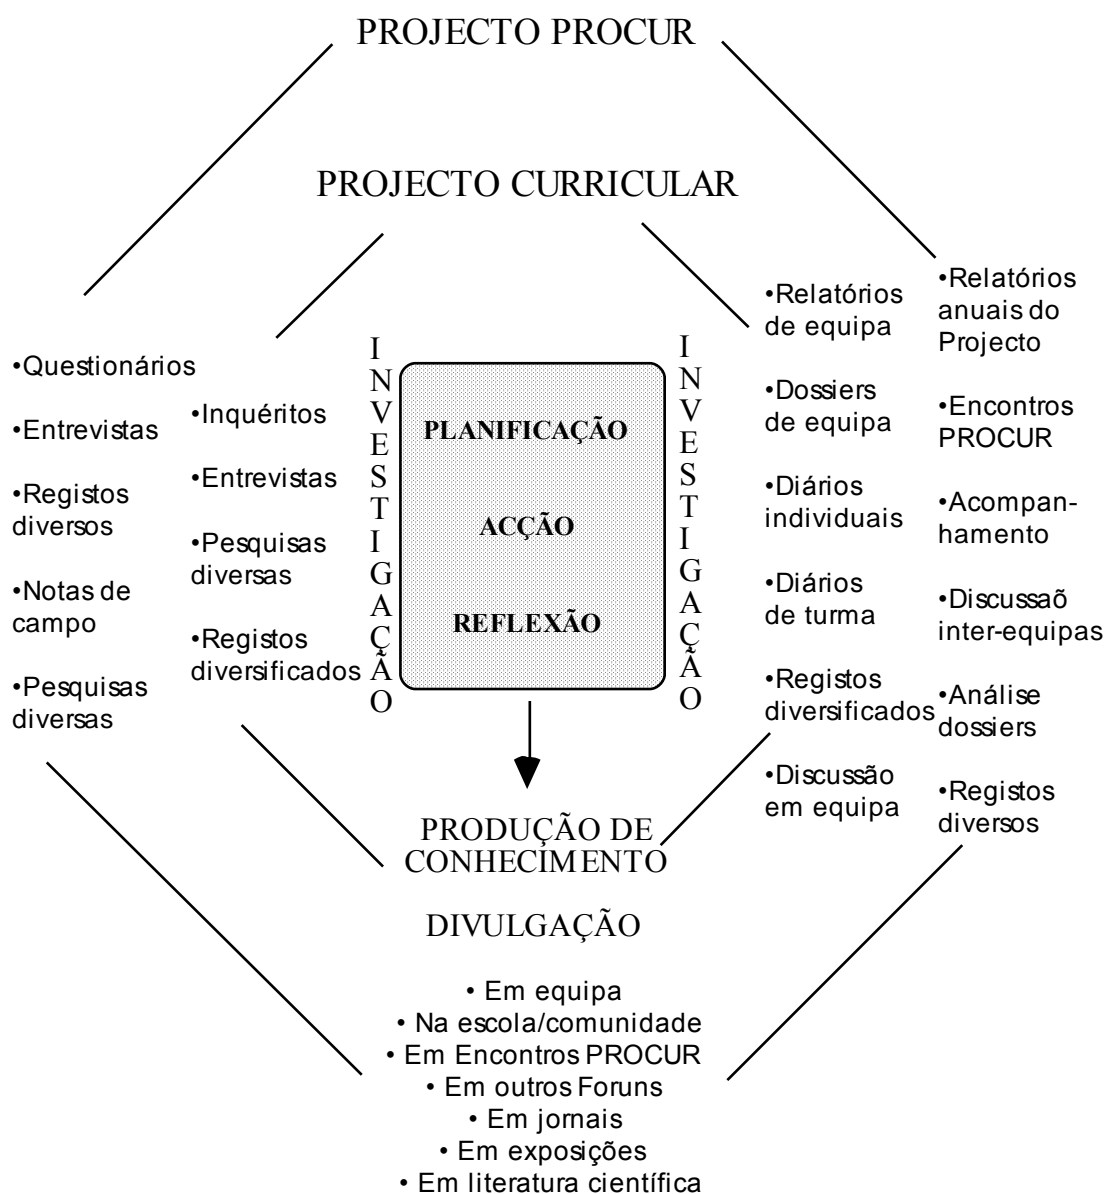 PROJECTO PROCUR
PROJECTO CURRICULAR
•Questionários
•Entrevistas
•Registos
diversos
•Notas de
campo
•Pesquisas
diversas
•Inquéritos
•Entrevistas
•Pesquisas
diversas
•Registos
diversificados
I
N
V
E
S
T
I
G
A
Ç
Ã
O
PLANIFICAÇÃO
ACÇÃO
REFLEXÃO
I
N
V
E
S
T
I
G
A
Ç
Ã
O
•Relatórios
de equipa
•Dossiers
de equipa
•Diários
individuais
•Diários
de turma
•Registos
diversificados
•Discussão
em equipa
•Relatórios
anuais do
Projecto
•Encontros
PROCUR
•Acompan-
hamento
•Discussaõ
inter-equipas
•Análise
dossiers
•Registos
diversos
PRODUÇÃO DE
CONHECIMENTO
DIVULGAÇÃO
• Em equipa
• Na escola/comunidade
• Em Encontros PROCUR
• Em outros Foruns
• Em jornais
• Em exposições
• Em literatura científica